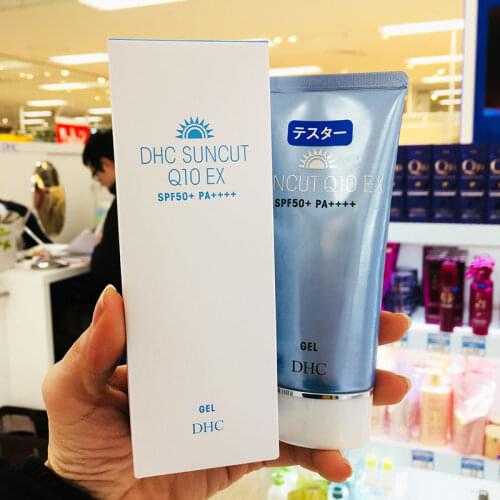 DHC SUNCUT
Q10 EX
SPF50+ PA++++
GEL
DHC
テスター
NCUT Q10 EX
SPF50+ PA++++
GEL
DHC